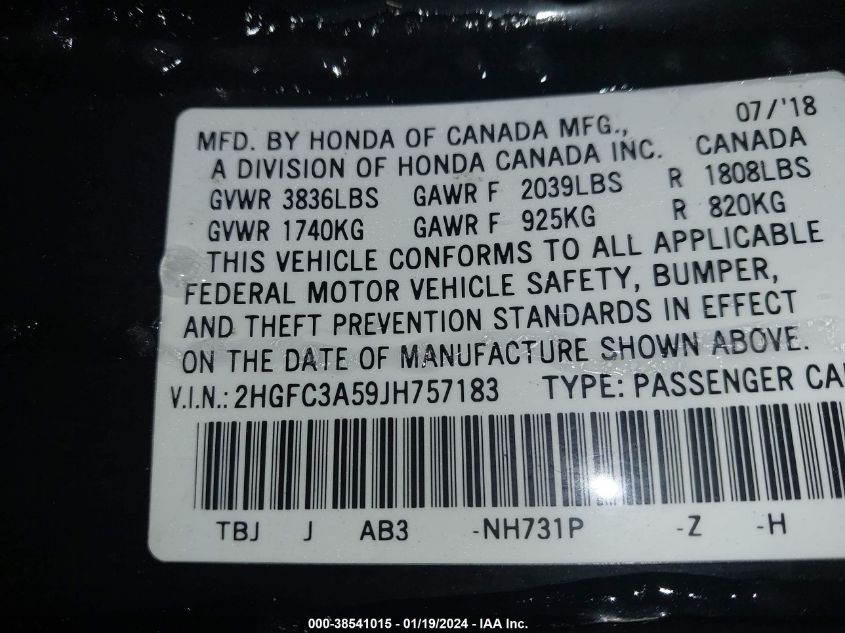 07/'18
MFD. BY HONDA OF CANADA MFG.,
A DIVISION OF HONDA CANADA INC. CANADA
GVWR 3836LBS GAWR F 2039LBS R 1808LBS
GVWR 1740KG GAWR F 925KG R 820KG
THIS VEHICLE CONFORMS TO ALL APPLICABLE
FEDERAL MOTOR VEHICLE SAFETY, BUMPER,
AND THEFT PREVENTION STANDARDS IN EFFECT
ON THE DATE OF MANUFACTURE SHOWN ABOVE.
V.I.N.: 2HGFC3A59JH757183 TYPE: PASSENGER CA
TBJ J AB3 -NH731P -Z -H
000-38541015 - 01/19/2024 - IAA Inc.